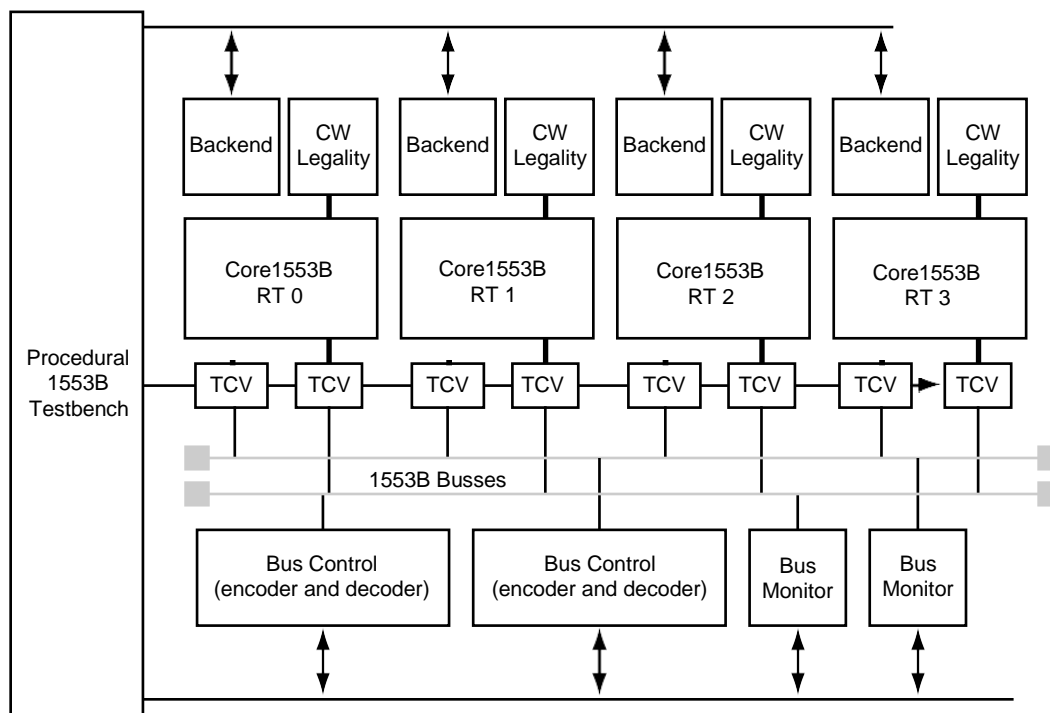 Backend
CW
Legality
Backend
CW
Legality
Backend
CW
Legality
Backend
CW
Legality
Core1553B
RT 0
Core1553B
RT 1
Core1553B
RT 2
Core1553B
RT 3
Procedural
1553B
Testbench
TCV
TCV
TCV
TCV
TCV
TCV
TCV
TCV
1553B Busses
Bus Control
(encoder and decoder)
Bus Control
(encoder and decoder)
Bus
Monitor
Bus
Monitor